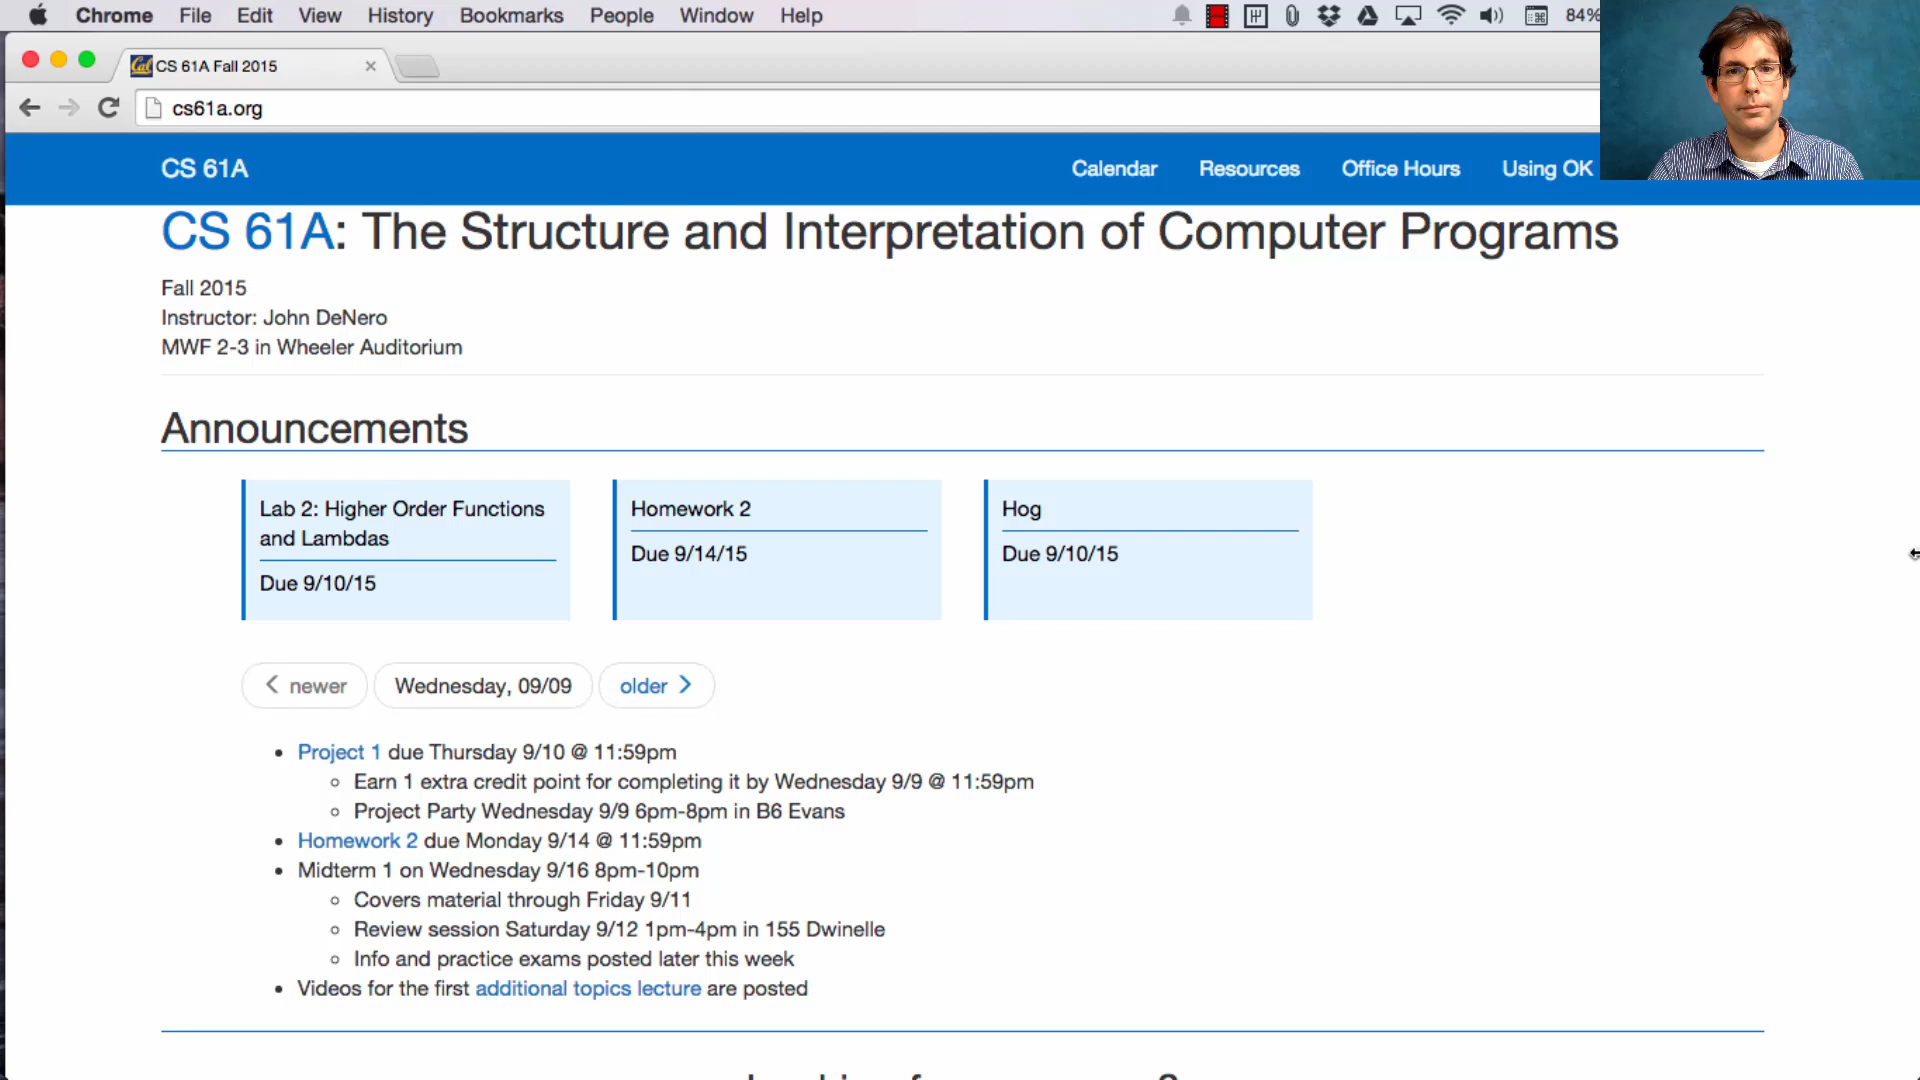 Chrome File Edit View History Bookmarks People Window Help 84%
Cal CS 61A Fall 2015
cs61a.org
CS 61A Calendar Resources Office Hours Using OK
CS 61A: The Structure and Interpretation of Computer Programs
Fall 2015
Instructor: John DeNero
MWF 2-3 in Wheeler Auditorium
Announcements
Lab 2: Higher Order Functions
and Lambdas
Due 9/10/15
Homework 2
Due 9/14/15
Hog
Due 9/10/15
newer Wednesday, 09/09 older
Project 1 due Thursday 9/10 @ 11:59pm
Earn 1 extra credit point for completing it by Wednesday 9/9 @ 11:59pm
Project Party Wednesday 9/9 6pm-8pm in B6 Evans
Homework 2 due Monday 9/14 @ 11:59pm
Midterm 1 on Wednesday 9/16 8pm-10pm
Covers material through Friday 9/11
Review session Saturday 9/12 1pm-4pm in 155 Dwinelle
Info and practice exams posted later this week
Videos for the first additional topics lecture are posted